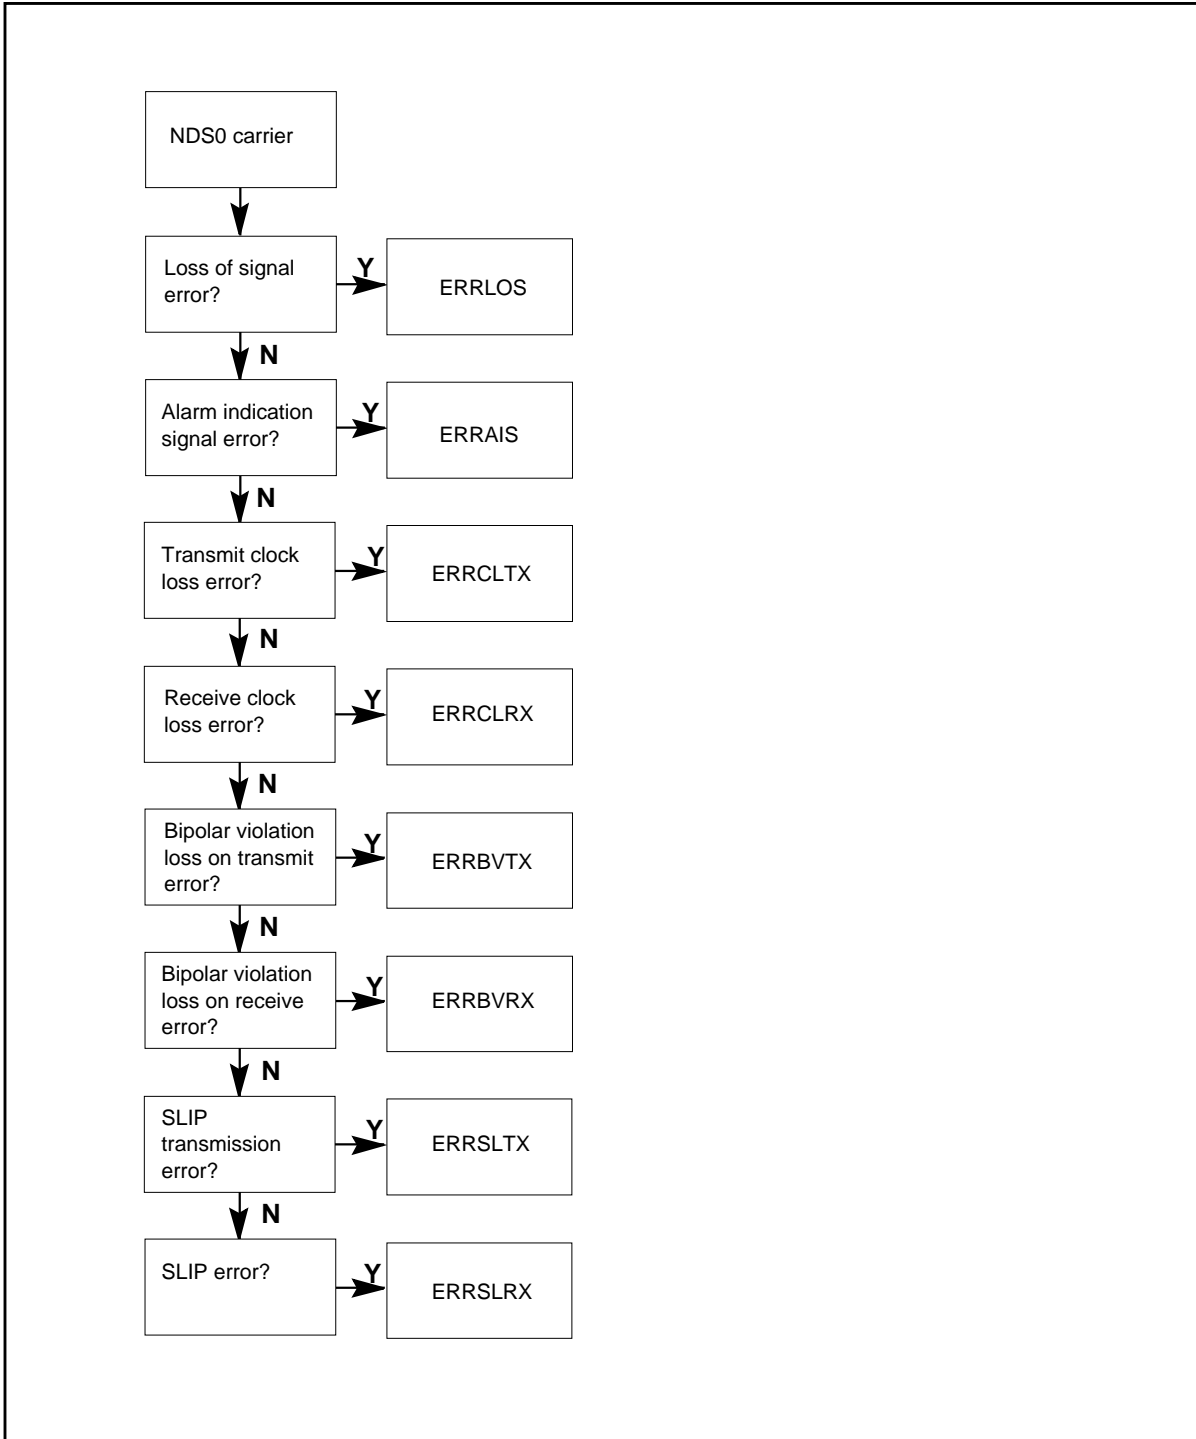 NDS0 carrier
Loss of signal
error?
Y
ERRLOS
N
Alarm indication
signal error?
Y
ERRAIS
N
Transmit clock
loss error?
Y
ERRCLTX
N
Receive clock
loss error?
Y
ERRCLRX
N
Bipolar violation
loss on transmit
error?
Y
ERRBVTX
N
Bipolar violation
loss on receive
error?
Y
ERRBVRX
N
SLIP
transmission
error?
Y
ERRSLTX
N
SLIP error?
Y
ERRSLRX